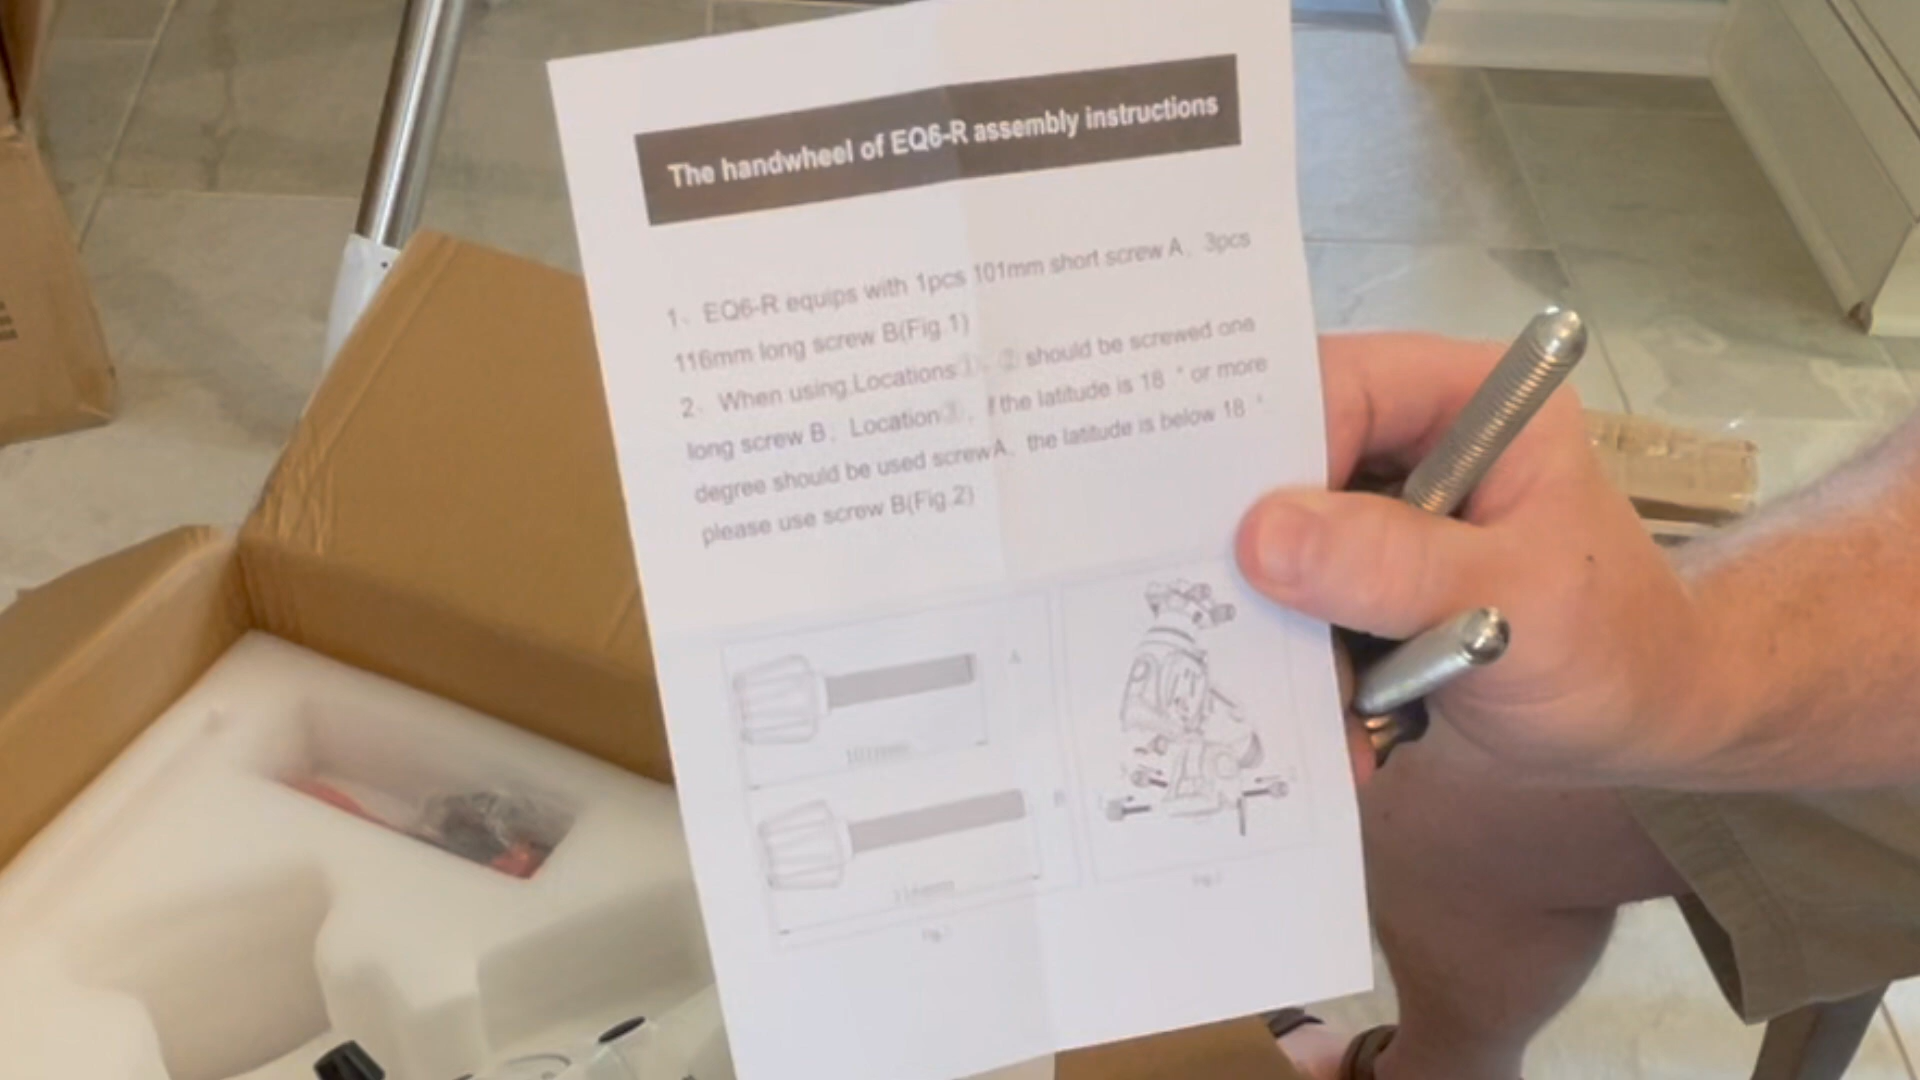 The handwheel of EQ6-R assembly instructions
1、EQ6-R equips with 1pcs 101mm short screw A、3pcs
116mm long screw B(Fig.1)
2、When using,Locations①、② should be screwed one
long screw B、Location③, if the latitude is 18 ° or more
degree should be used screwA、the latitude is below 18 °
please use screw B(Fig.2)
A
101mm
B
116mm